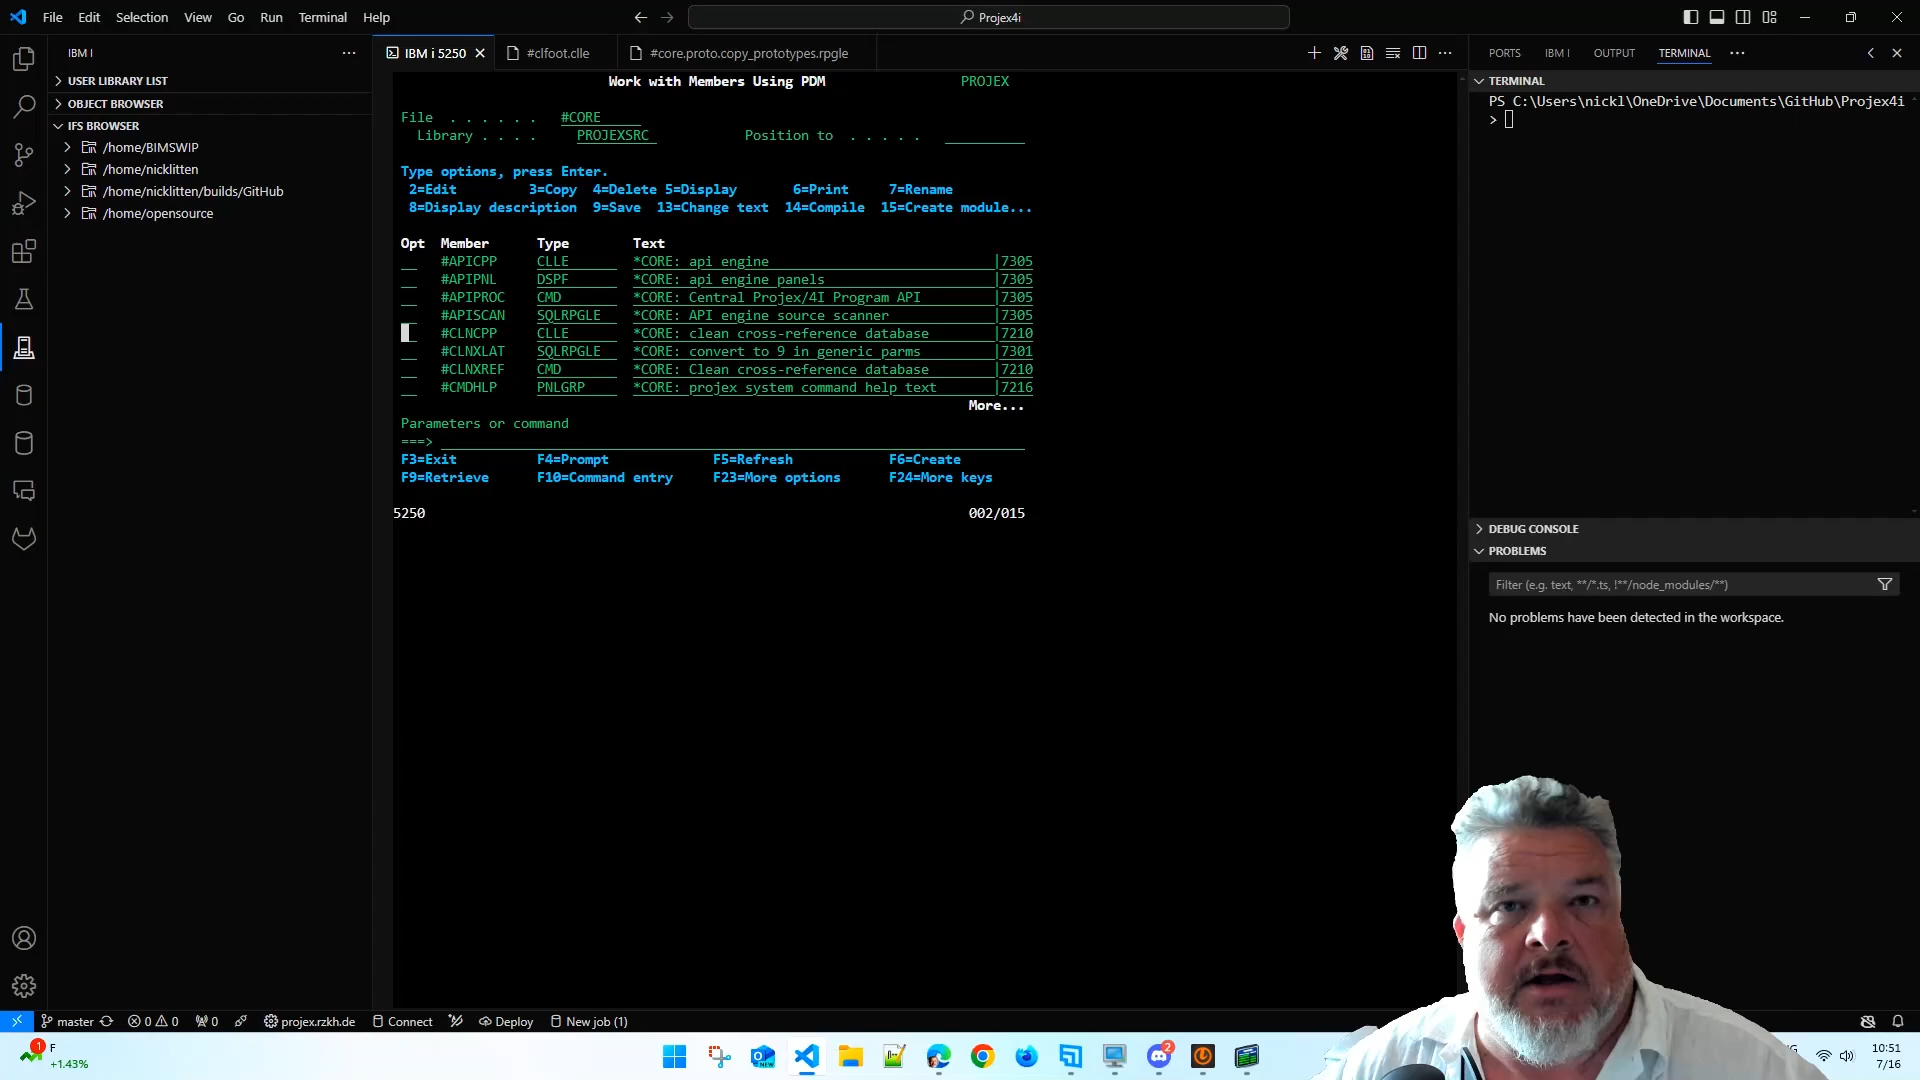 File Edit Selection View Go Run Terminal Help
Projex4i
IBM I
IBM i 5250
#clfoot.clle
#core.proto.copy_prototypes.rpgle
PORTS IBM I OUTPUT TERMINAL
USER LIBRARY LIST
OBJECT BROWSER
IFS BROWSER
/home/BIMSWIP
/home/nicklitten
/home/nicklitten/builds/GitHub
/home/opensource
Work with Members Using PDM PROJEX
File . . . . . . #CORE
Library . . . . PROJEXSRC Position to . . . . .
Type options, press Enter.
2=Edit 3=Copy 4=Delete 5=Display 6=Print 7=Rename
8=Display description 9=Save 13=Change text 14=Compile 15=Create module...
Opt Member Type Text
#APICPP CLLE *CORE: api engine |7305
#APIPNL DSPF *CORE: api engine panels |7305
#APIPROC CMD *CORE: Central Projex/4I Program API |7305
#APISCAN SQLRPGLE *CORE: API engine source scanner |7305
#CLNCPP CLLE *CORE: clean cross-reference database |7210
#CLNXLAT SQLRPGLE *CORE: convert to 9 in generic parms |7301
#CLNXREF CMD *CORE: Clean cross-reference database |7210
#CMDHLP PNLGRP *CORE: projex system command help text |7216
More...
Parameters or command
===>
F3=Exit F4=Prompt F5=Refresh F6=Create
F9=Retrieve F10=Command entry F23=More options F24=More keys
5250 002/015
TERMINAL
PS C:\Users\nickl\OneDrive\Documents\GitHub\Projex4i
>
DEBUG CONSOLE
PROBLEMS
Filter (e.g. text, **/*.ts, !**/node_modules/**)
No problems have been detected in the workspace.
master 0 0 0 projex.rzkh.de Connect Deploy New job (1)
1
F
+1.43%
NEW
2
10:51
7/16